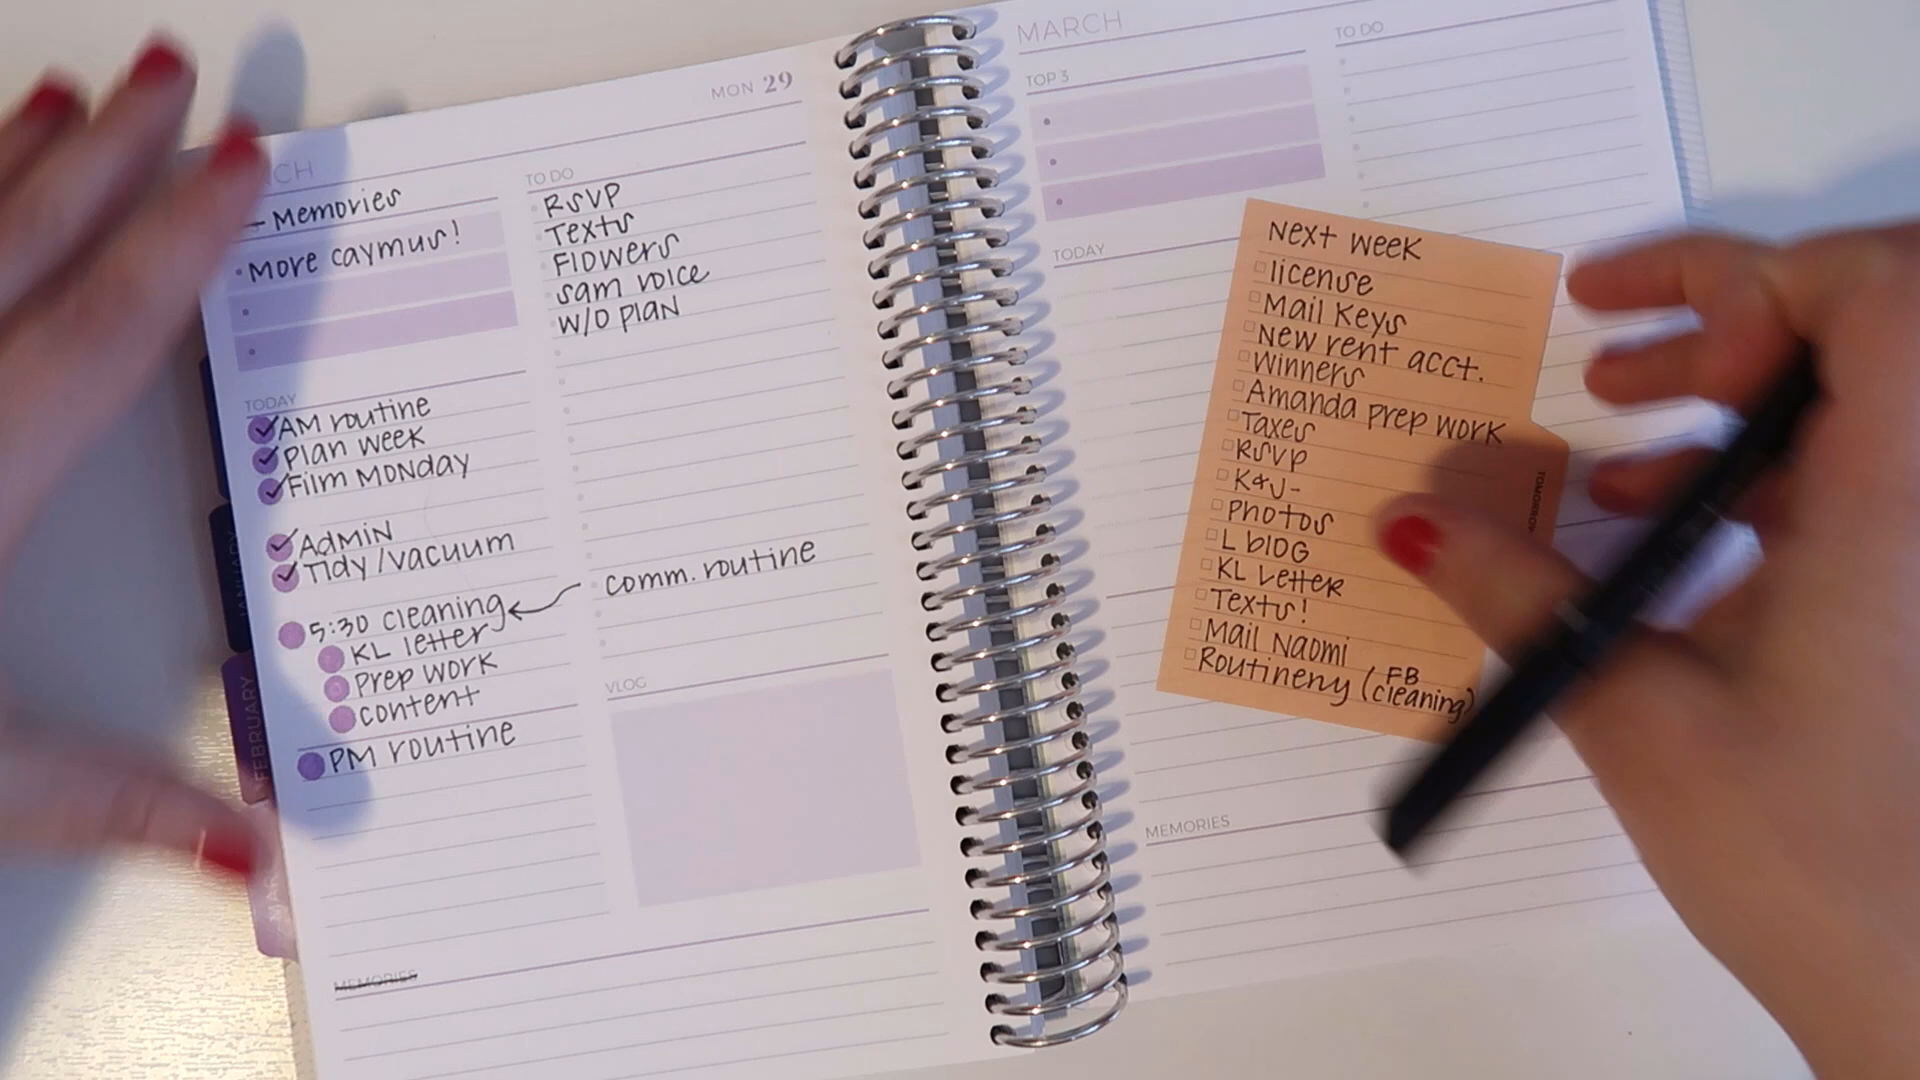 MON 29
- Memories
More caymus!
TO DO
RSVP
Texts
Flowers
sam voice
W/O PlAN
TODAY
AM routine
Plan week
Film MONDAY
AdMIN
Tidy/vacuum
5:30 cleaning
KL letter
Prep work
content
PM routine
comm. routine
VLOG
MEMORIES
JANUARY
FEBRUARY
MARCH
TOP 3
TO DO
TODAY
Next week
license
Mail Keys
New rent acct.
Winners
Amanda prep work
Taxes
RSVP
K+J-
Photos
L blog
KL Letter
Texts!
Mail Naomi
Routineny (FB cleaning)
TOMORROW
MEMORIES